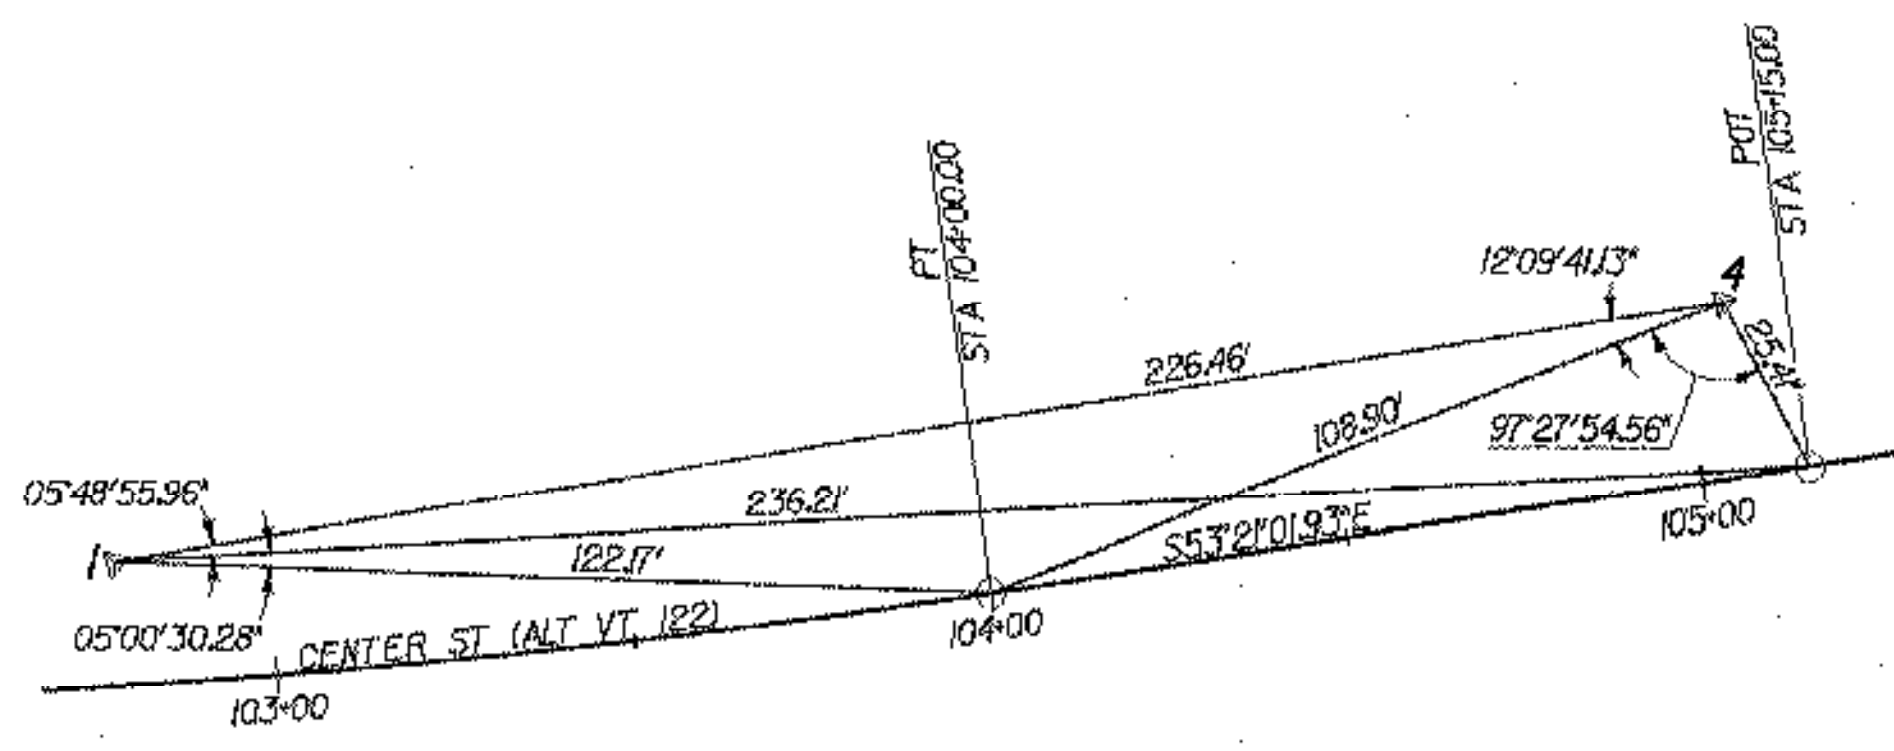 POT
STA 105+15.00
PT
STA 104+00.00
12°09'41.13"
4
226.46'
25.41'
108.90'
97°27'54.56"
05°48'55.96"
236.21'
1
122.17'
S53°21'01.93"E
105+00
05°00'30.28"
CENTER ST (ALT VT 122)
104+00
103+00